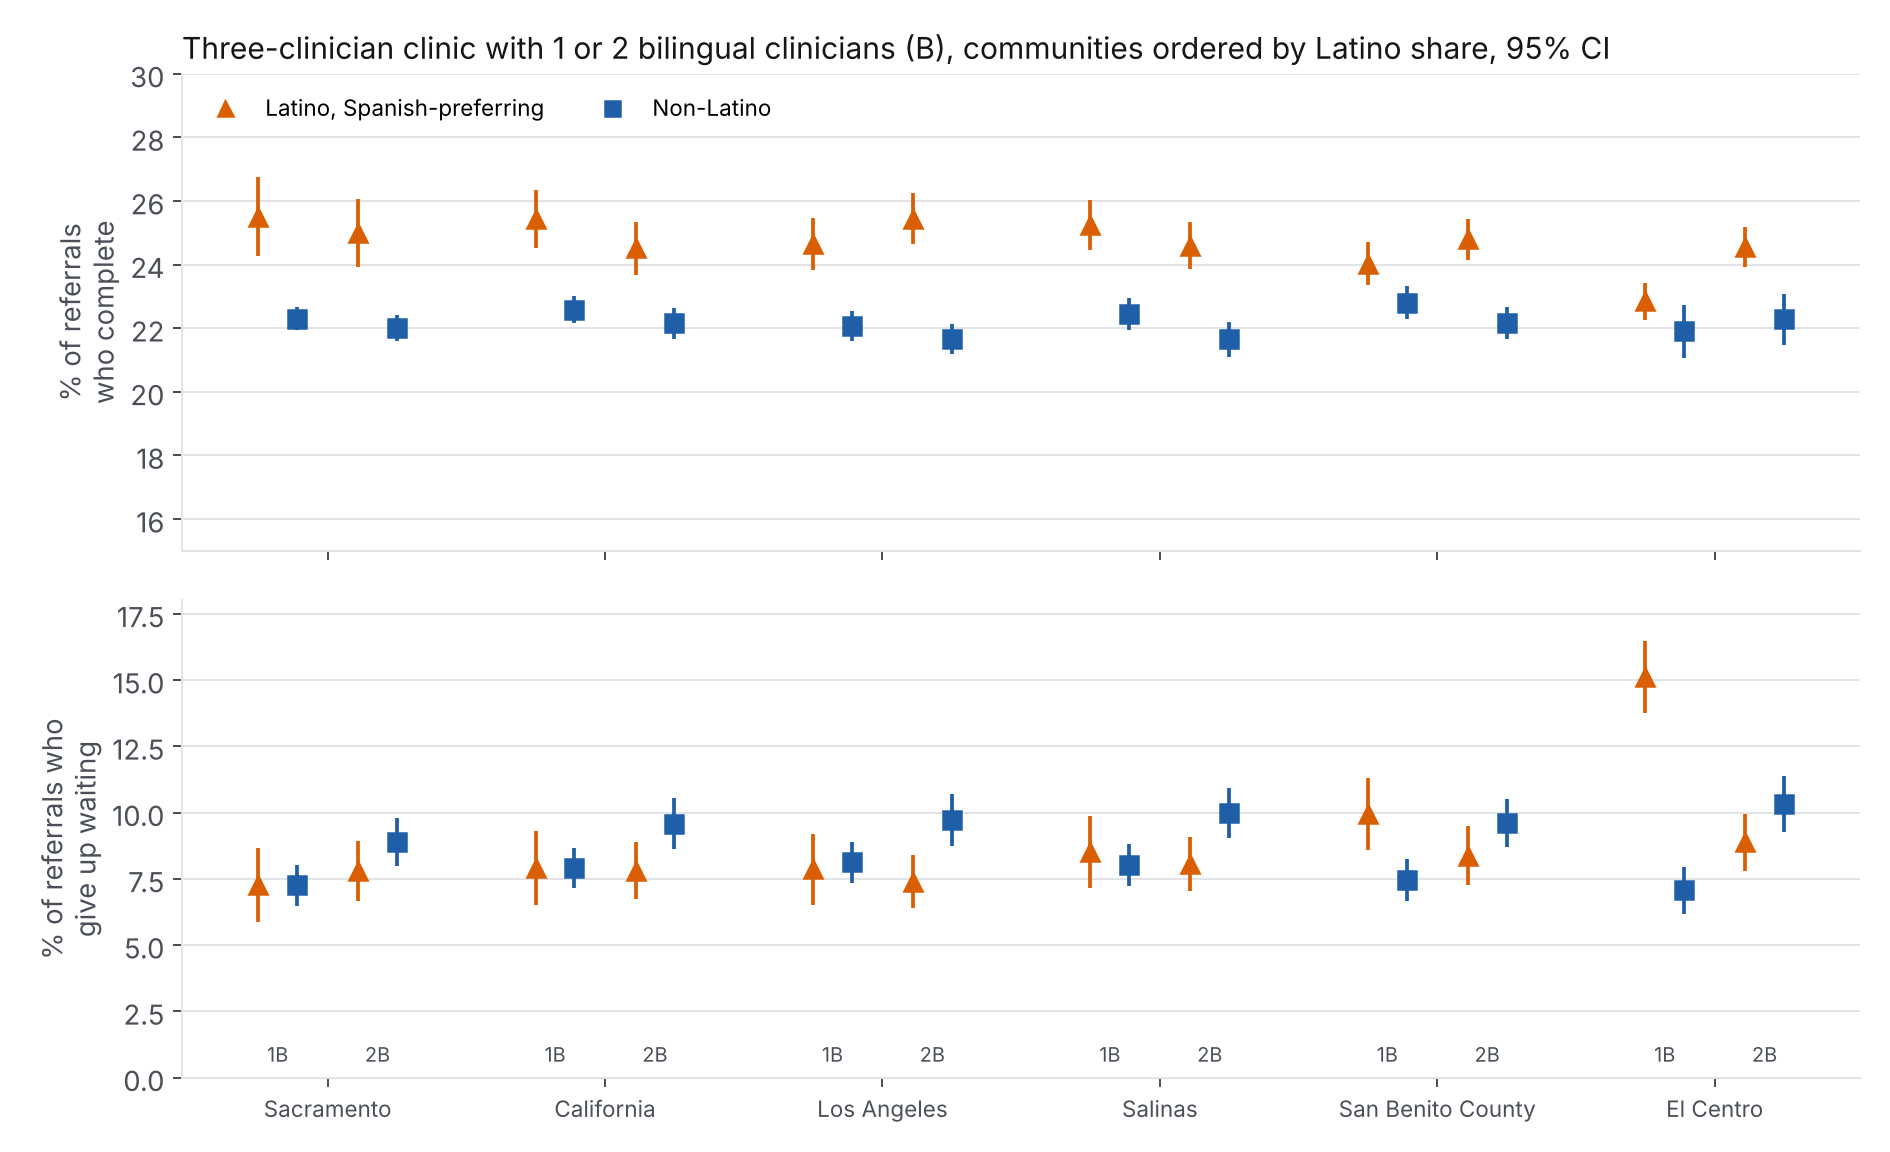 Three-clinician clinic with 1 or 2 bilingual clinicians (B), communities ordered by Latino share, 95% CI
Latino, Spanish-preferring
Non-Latino
% of referrals
who complete
30
28
26
24
22
20
18
16
% of referrals who
give up waiting
17.5
15.0
12.5
10.0
7.5
5.0
2.5
0.0
1B 2B 1B 2B 1B 2B 1B 2B 1B 2B 1B 2B
Sacramento California Los Angeles Salinas San Benito County El Centro